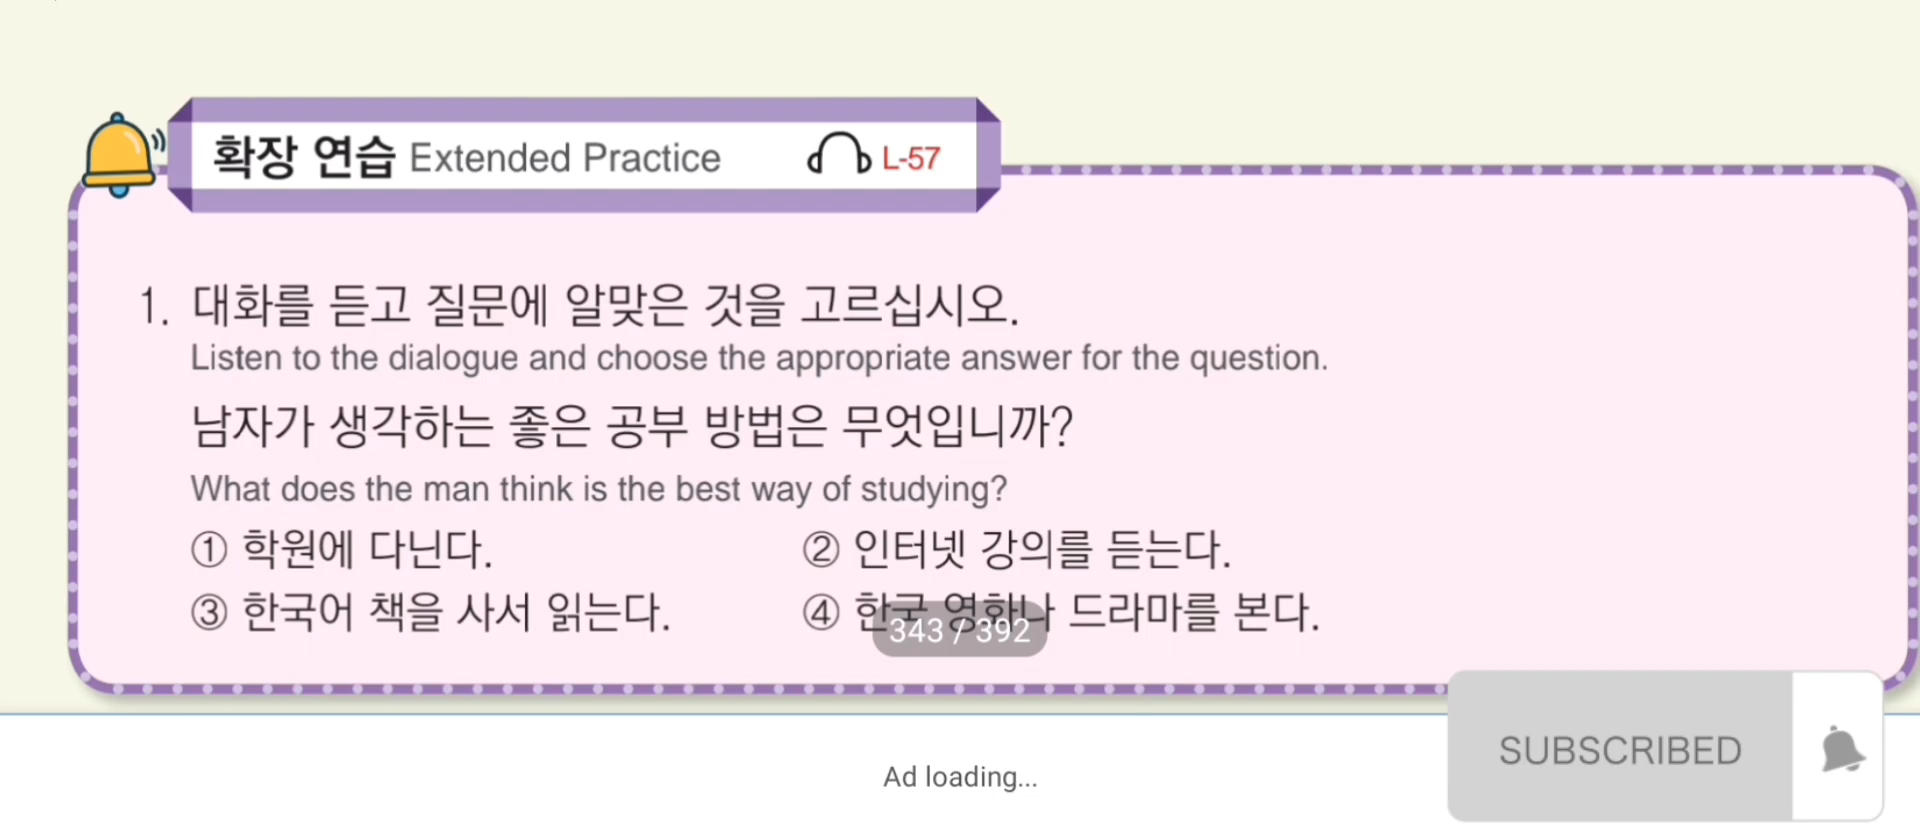 확장 연습 Extended Practice L-57
1. 대화를 듣고 질문에 알맞은 것을 고르십시오.
Listen to the dialogue and choose the appropriate answer for the question.
남자가 생각하는 좋은 공부 방법은 무엇입니까?
What does the man think is the best way of studying?
① 학원에 다닌다. ② 인터넷 강의를 듣는다.
③ 한국어 책을 사서 읽는다. ④ 한국 영화나 드라마를 본다.
343 / 392
SUBSCRIBED
Ad loading...